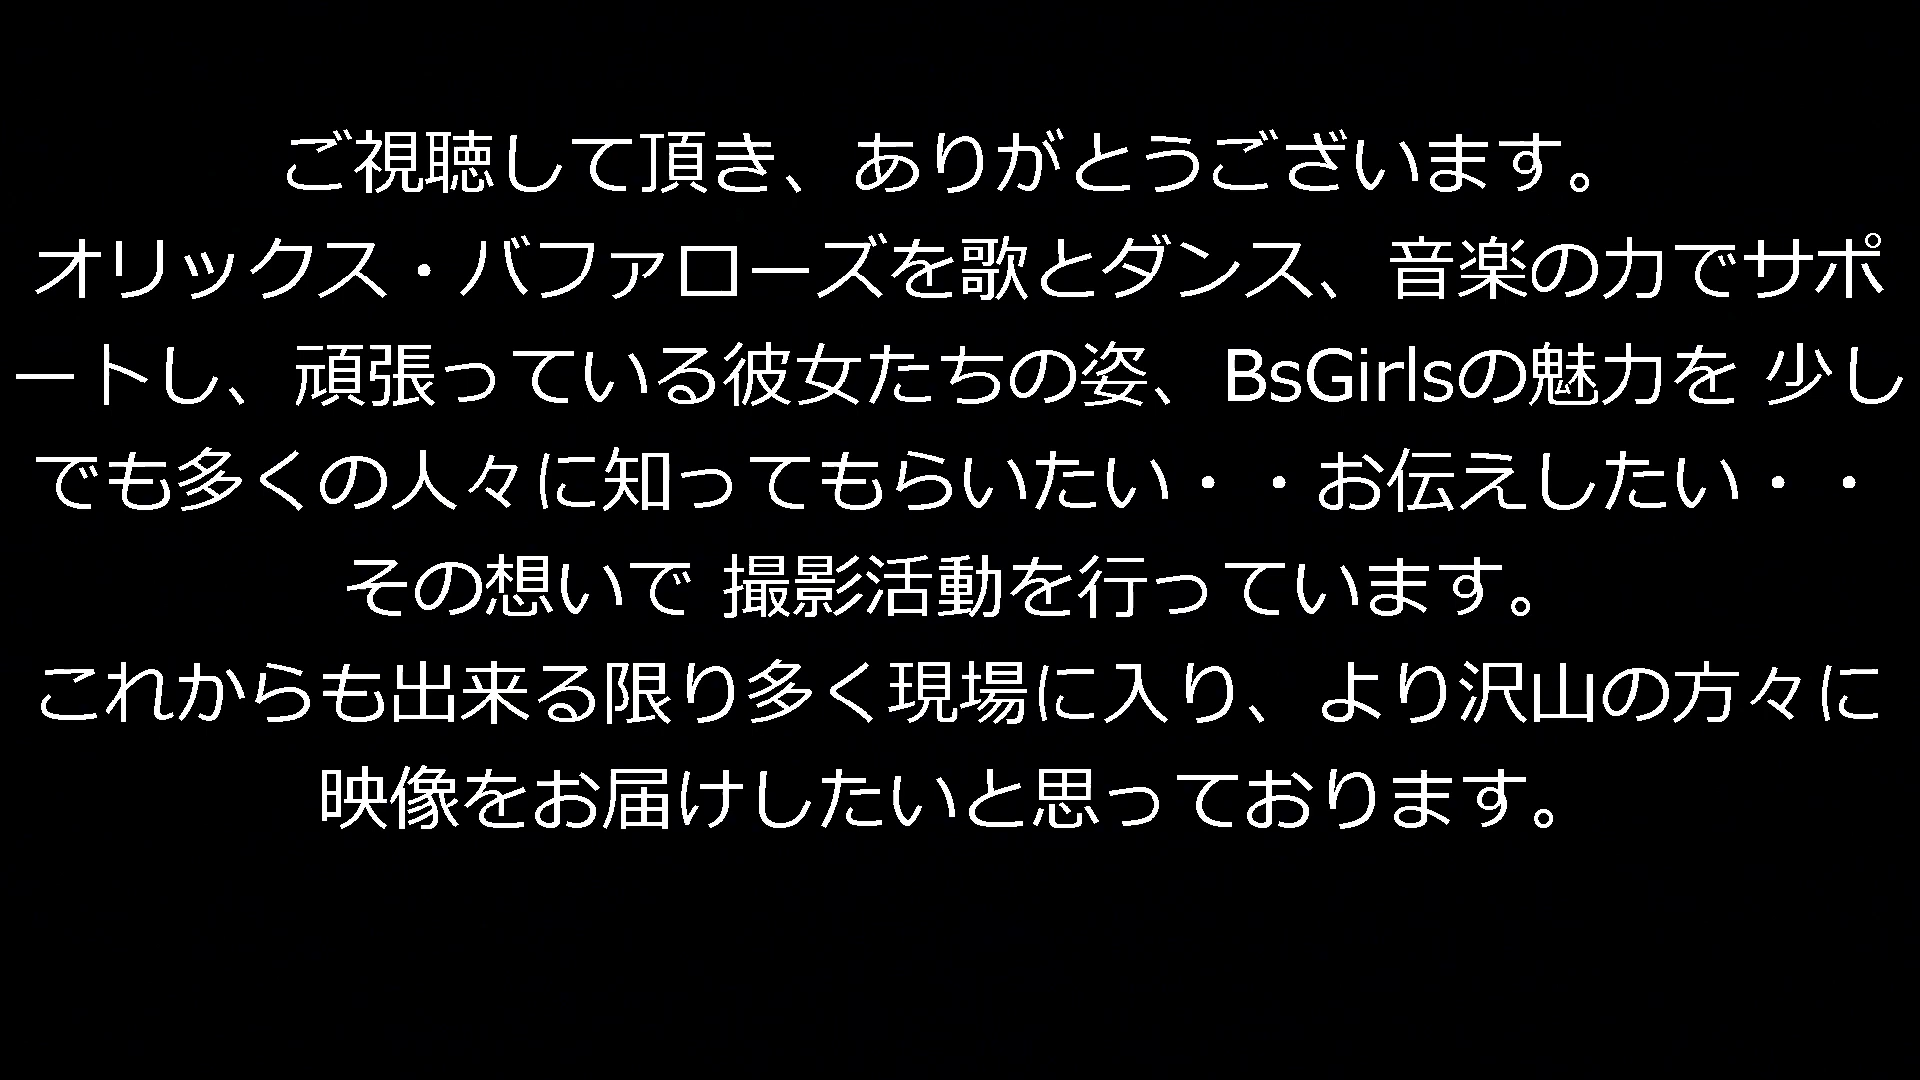 ご視聴して頂き、ありがとうございます。
オリックス・バファローズを歌とダンス、音楽の力でサポ
ートし、頑張っている彼女たちの姿、BsGirlsの魅力を 少し
でも多くの人々に知ってもらいたい・・お伝えしたい・・
その想いで 撮影活動を行っています。
これからも出来る限り多く現場に入り、より沢山の方々に
映像をお届けしたいと思っております。